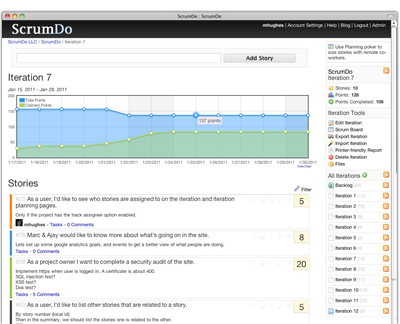 ScrumDo : ScrumDo
ScrumDo
mhughes | Account Settings | Help | Blog | Logout | Admin
ScrumDo LLC / ScrumDo / Iteration 7
Add Story
Iteration 7
Jan 15, 2011 - Jan 29, 2011
Total Points
Claimed Points
200
150
100
50
137 points
1/17/2011 1/18/2011 1/19/2011 1/20/2011 1/21/2011 1/22/2011 1/23/2011 1/24/2011 1/25/2011 1/26/2011 1/27/2011 1/28/2011 1/29/2011 1/30/2011
Stories
Filter
As a user, I'd like to see who stories are assigned to on the iteration and iteration planning pages.
5
Only if the project has the track assignee option enabled.
mhughes - Tasks - 0 Comments
Marc & Ajay would like to know more about what's going on in the site.
8
Lets set up some google analytics goals, and events to get a better view of what people are doing.
Tasks - 0 Comments
As a project owner I want to complete a security audit of the site.
20
Implement https when user is logged in. A certificate is about 400.
SQL injection test?
XSS test?
Dos test?
Tasks - 0 Comments
As a user, I'd like to list other stories that are related to a story.
5
By story number (local id)
Then in the summary, we should list the stories one is related to the other.
Use Planning poker to size stories with remote co-workers.
ScrumDo
Stories: 10
Points: 126
Points Completed: 108
Iteration Tools
Edit Iteration
Scrum Board
Export Iteration
Import Iteration
Printer-friendly Report
Delete Iteration
Files
All Iterations
Backlog
Iteration 1
Iteration 2
Iteration 3
Iteration 4
Iteration 5
Iteration 6
Iteration 7
Iteration 8
Iteration 9
Iteration 10
Iteration 11
Iteration 12